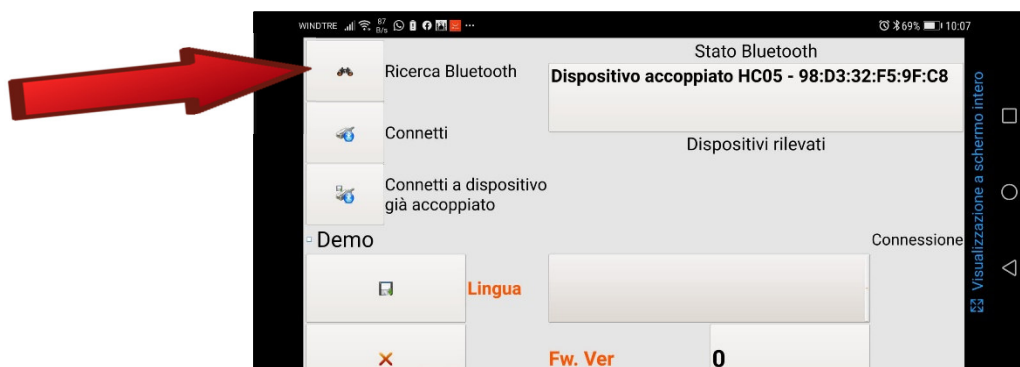 WINDTRE 87 B/s 69% 10:07
Ricerca Bluetooth
Stato Bluetooth
Dispositivo accoppiato HC05 - 98:D3:32:F5:9F:C8
Connetti
Dispositivi rilevati
Connetti a dispositivo
già accoppiato
Demo
Connessione
Lingua
Fw. Ver
0
Visualizzazione a schermo intero